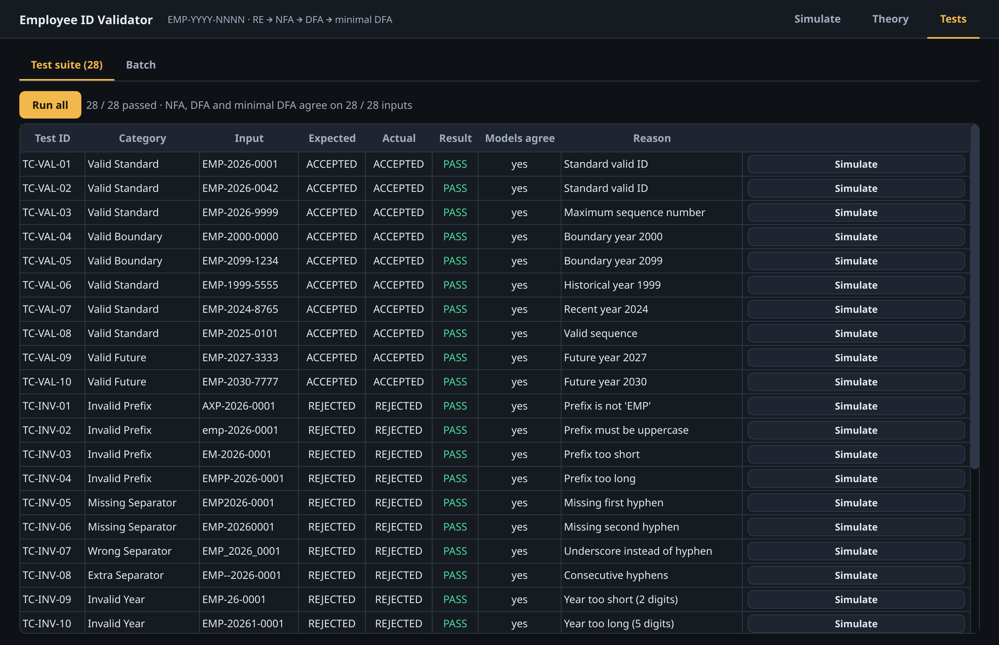 Employee ID Validator EMP-YYYY-NNNN · RE → NFA → DFA → minimal DFA Simulate Theory Tests
Test suite (28) Batch
Run all 28 / 28 passed · NFA, DFA and minimal DFA agree on 28 / 28 inputs
Test ID Category Input Expected Actual Result Models agree Reason
TC-VAL-01 Valid Standard EMP-2026-0001 ACCEPTED ACCEPTED PASS yes Standard valid ID Simulate
TC-VAL-02 Valid Standard EMP-2026-0042 ACCEPTED ACCEPTED PASS yes Standard valid ID Simulate
TC-VAL-03 Valid Standard EMP-2026-9999 ACCEPTED ACCEPTED PASS yes Maximum sequence number Simulate
TC-VAL-04 Valid Boundary EMP-2000-0000 ACCEPTED ACCEPTED PASS yes Boundary year 2000 Simulate
TC-VAL-05 Valid Boundary EMP-2099-1234 ACCEPTED ACCEPTED PASS yes Boundary year 2099 Simulate
TC-VAL-06 Valid Standard EMP-1999-5555 ACCEPTED ACCEPTED PASS yes Historical year 1999 Simulate
TC-VAL-07 Valid Standard EMP-2024-8765 ACCEPTED ACCEPTED PASS yes Recent year 2024 Simulate
TC-VAL-08 Valid Standard EMP-2025-0101 ACCEPTED ACCEPTED PASS yes Valid sequence Simulate
TC-VAL-09 Valid Future EMP-2027-3333 ACCEPTED ACCEPTED PASS yes Future year 2027 Simulate
TC-VAL-10 Valid Future EMP-2030-7777 ACCEPTED ACCEPTED PASS yes Future year 2030 Simulate
TC-INV-01 Invalid Prefix AXP-2026-0001 REJECTED REJECTED PASS yes Prefix is not 'EMP' Simulate
TC-INV-02 Invalid Prefix emp-2026-0001 REJECTED REJECTED PASS yes Prefix must be uppercase Simulate
TC-INV-03 Invalid Prefix EM-2026-0001 REJECTED REJECTED PASS yes Prefix too short Simulate
TC-INV-04 Invalid Prefix EMPP-2026-0001 REJECTED REJECTED PASS yes Prefix too long Simulate
TC-INV-05 Missing Separator EMP2026-0001 REJECTED REJECTED PASS yes Missing first hyphen Simulate
TC-INV-06 Missing Separator EMP-20260001 REJECTED REJECTED PASS yes Missing second hyphen Simulate
TC-INV-07 Wrong Separator EMP_2026_0001 REJECTED REJECTED PASS yes Underscore instead of hyphen Simulate
TC-INV-08 Extra Separator EMP--2026-0001 REJECTED REJECTED PASS yes Consecutive hyphens Simulate
TC-INV-09 Invalid Year EMP-26-0001 REJECTED REJECTED PASS yes Year too short (2 digits) Simulate
TC-INV-10 Invalid Year EMP-20261-0001 REJECTED REJECTED PASS yes Year too long (5 digits) Simulate